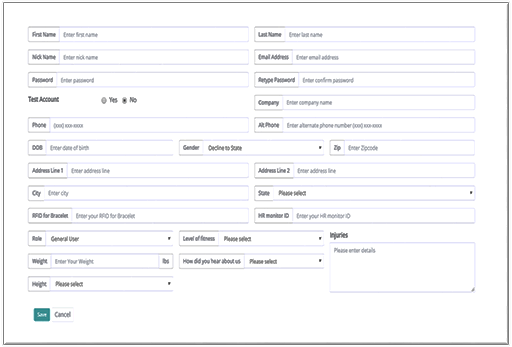 First Name Enter first name Last Name Enter last name
Nick Name Enter nick name Email Address Enter email address
Password Enter password Retype Password Enter confirm password
Test Account Yes No Company Enter company name
Phone (xxx) xxx-xxxx Alt Phone Enter alternate phone number (xxx) xxx-xxxx
DOB Enter date of birth Gender Decline to State Zip Enter Zipcode
Address Line 1 Enter address line Address Line 2 Enter address line
City Enter city State Please select
RFID for Bracelet Enter your RFID for Bracelet HR monitor ID Enter your HR monitor ID
Role General User Level of fitness Please select Injuries
Please enter details
Weight Enter Your Weight lbs How did you hear about us Please select
Height Please select
Save Cancel